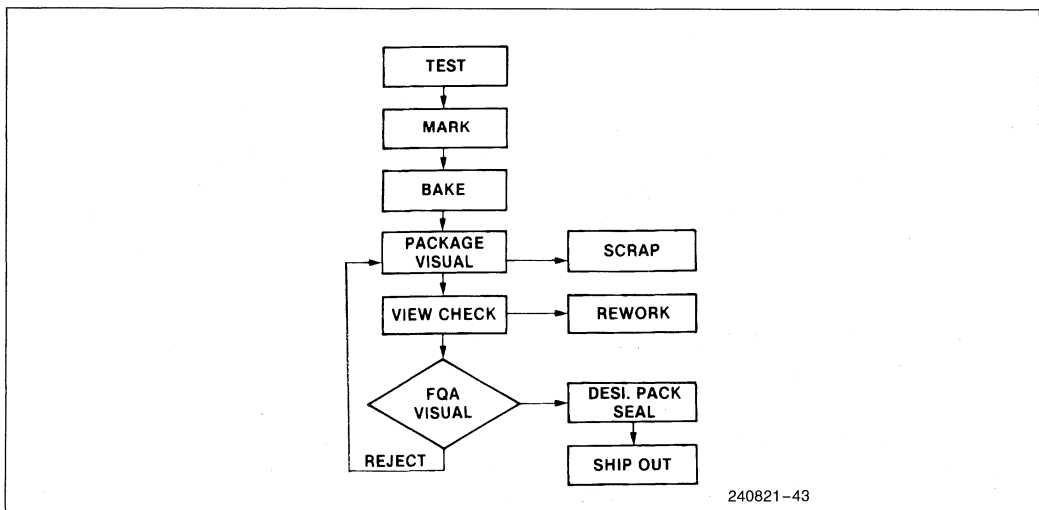 TEST
MARK
BAKE
PACKAGE
VISUAL
SCRAP
VIEW CHECK
REWORK
FQA
VISUAL
DESI. PACK
SEAL
REJECT
SHIP OUT
240821-43